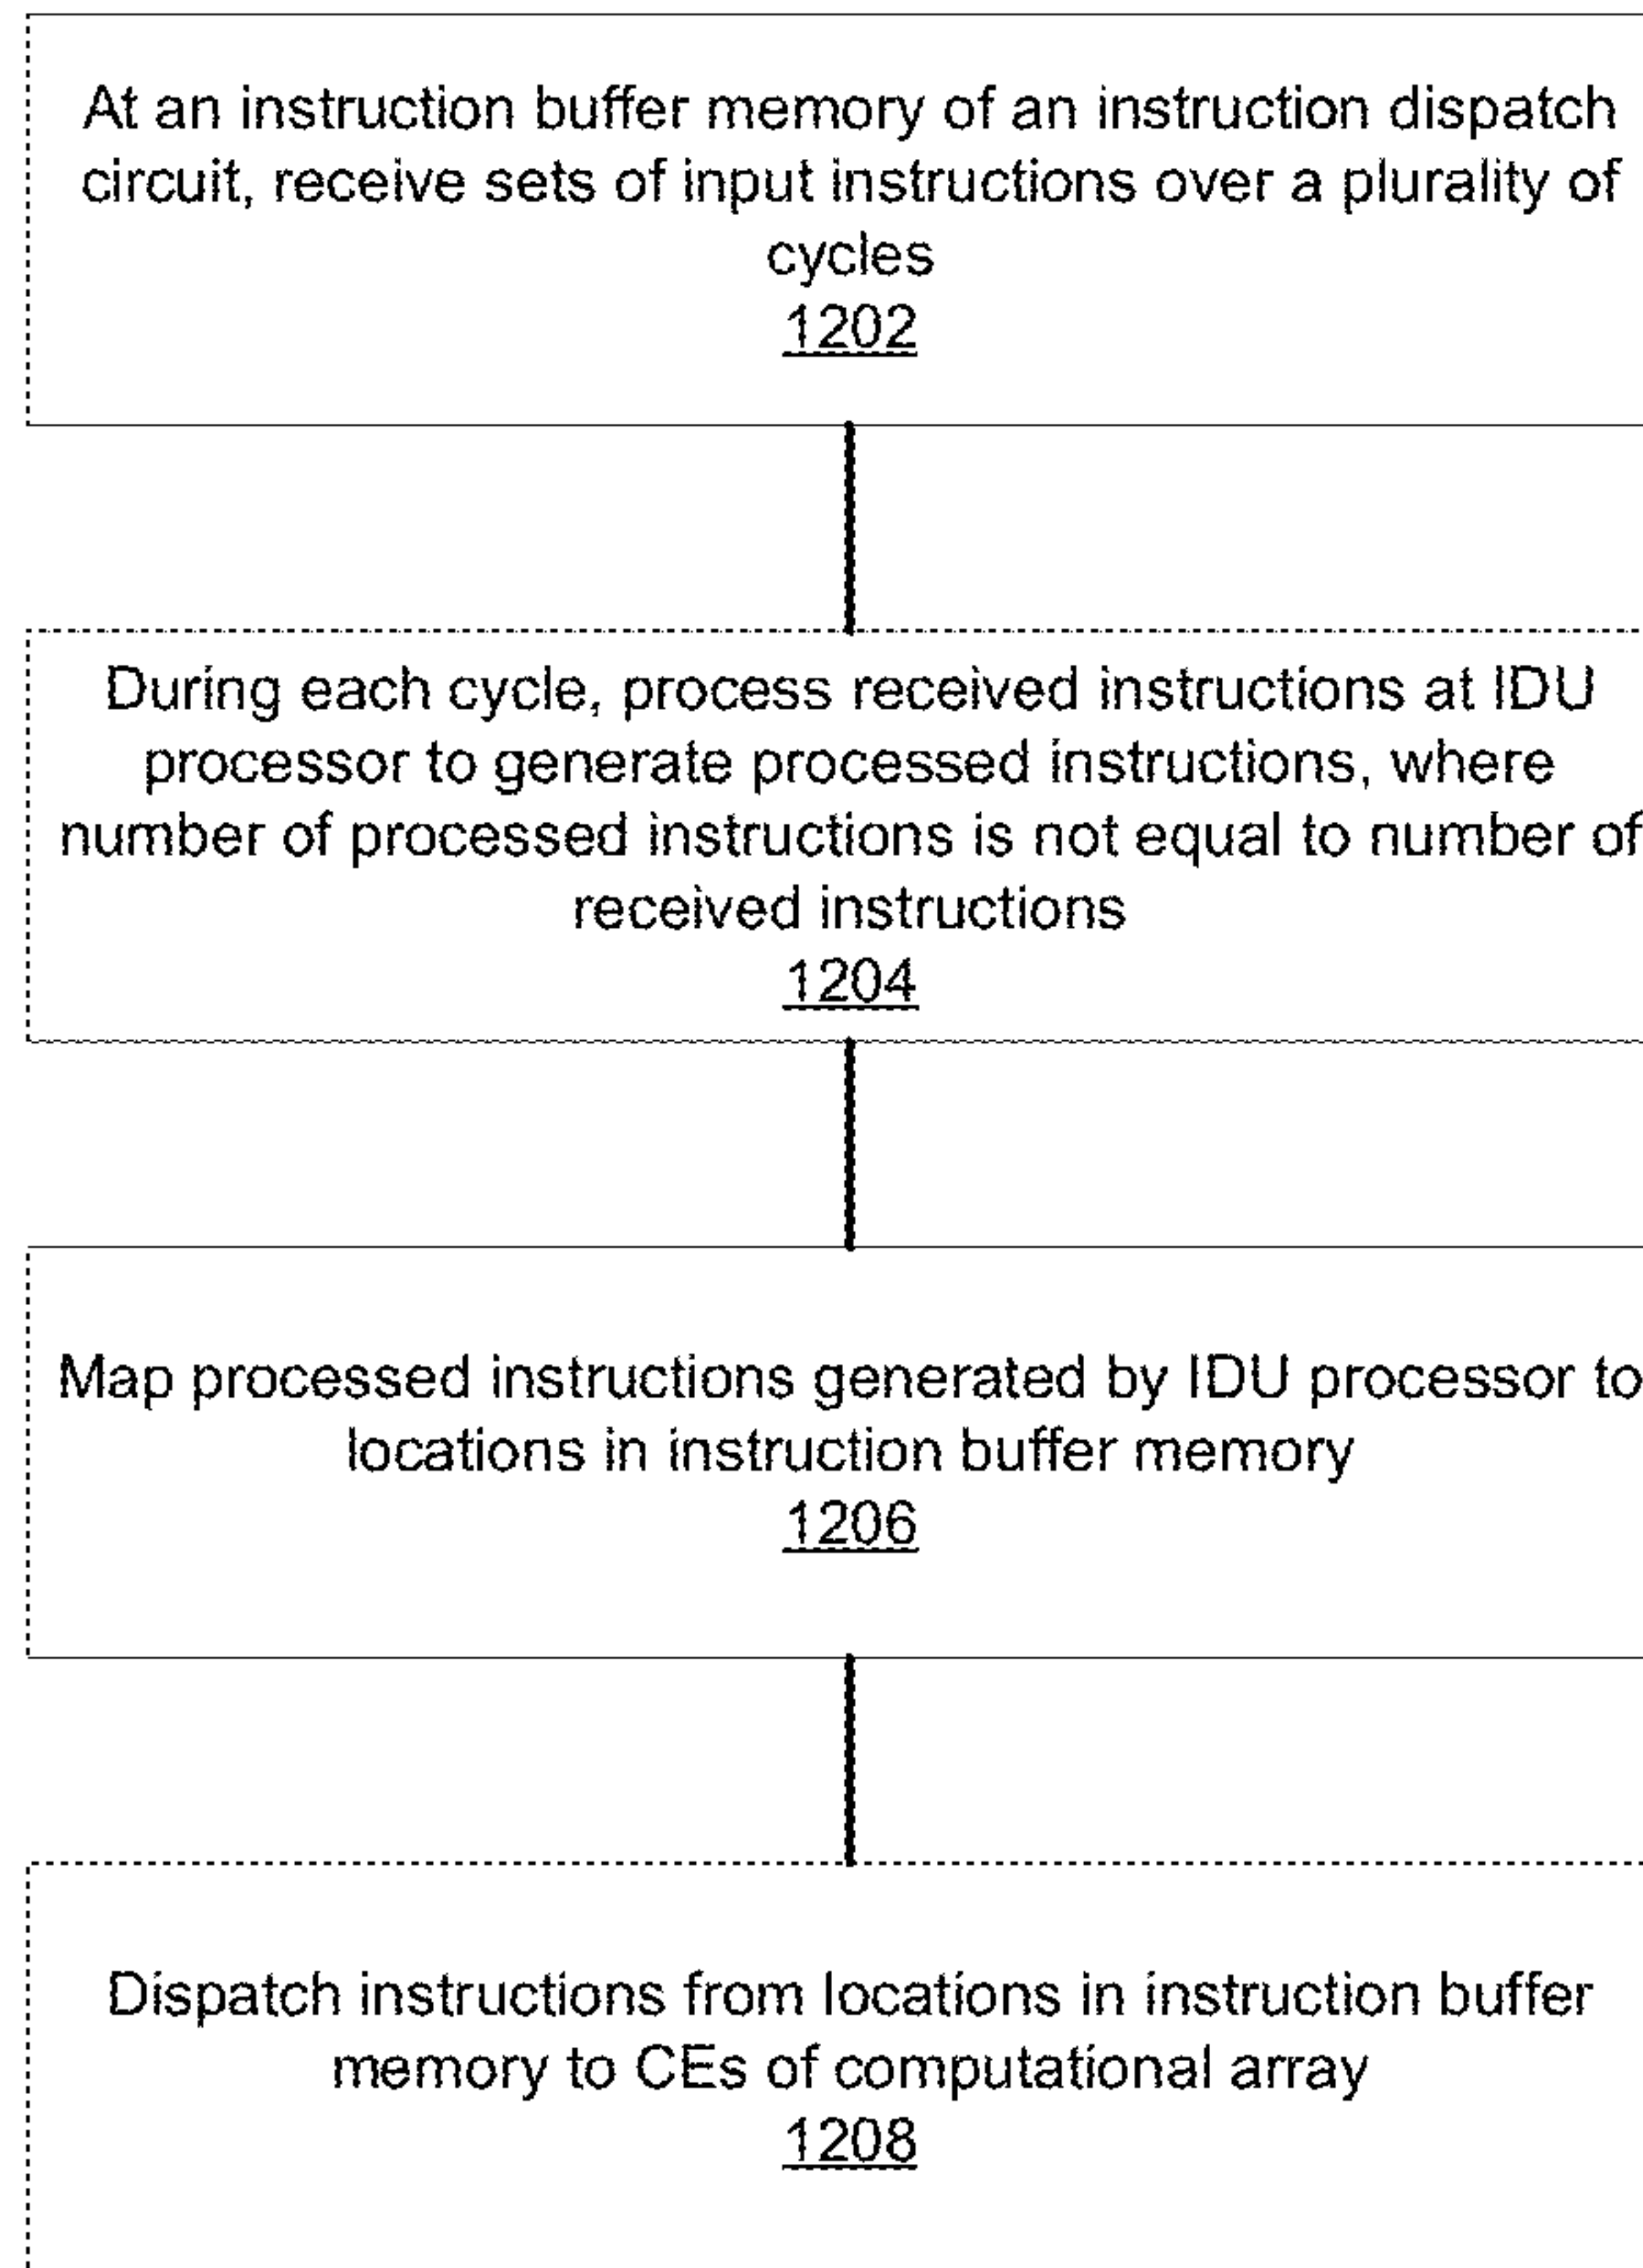 At an instruction buffer memory of an instruction dispatch
circuit, receive sets of input instructions over a plurality of
cycles
1202
During each cycle, process received instructions at IDU
processor to generate processed instructions, where
number of processed instructions is not equal to number of
received instructions
1204
Map processed instructions generated by IDU processor to
locations in instruction buffer memory
1206
Dispatch instructions from locations in instruction buffer
memory to CEs of computational array
1208